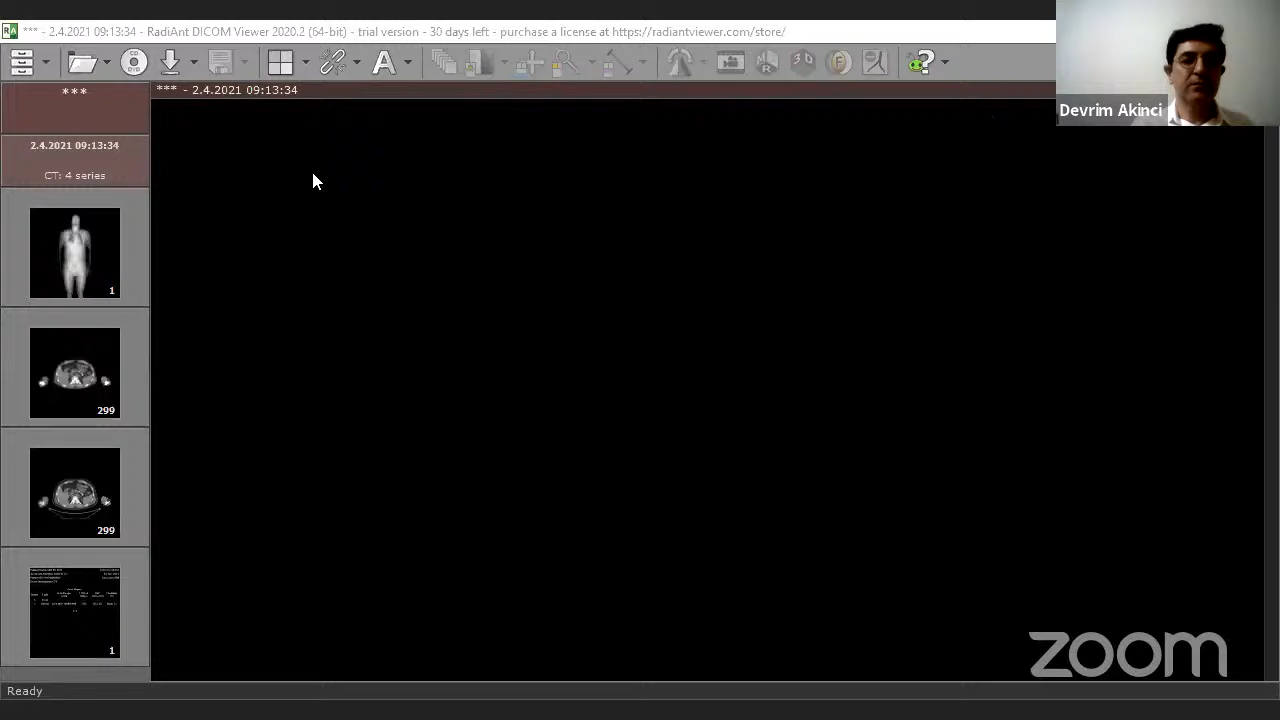 *** - 2.4.2021 09:13:34 - RadiAnt DICOM Viewer 2020.2 (64-bit) - trial version - 30 days left - purchase a license at https://radiantviewer.com/store/
***
*** - 2.4.2021 09:13:34
Devrim Akinci
2.4.2021 09:13:34
CT: 4 series
1
299
299
1
zoom
Ready